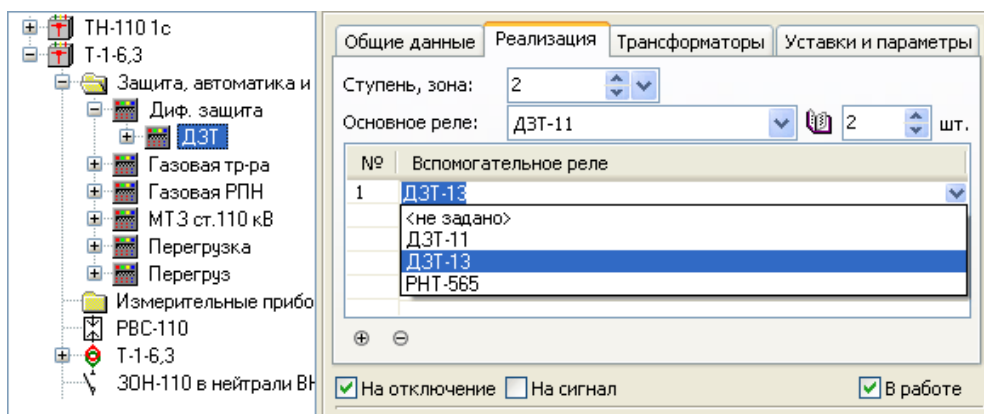 ТН-110 1с
Т-1-6,3
Защита, автоматика и
Диф. защита
ДЗТ
Газовая тр-ра
Газовая РПН
МТЗ ст.110 кВ
Перегрузка
Перегруз
Измерительные прибо
РВС-110
Т-1-6,3
ЗОН-110 в нейтрали ВН
Общие данные Реализация Трансформаторы Уставки и параметры
Ступень, зона: 2
Основное реле: ДЗТ-11 2 шт.
№ Вспомогательное реле
1 ДЗТ-13
<не задано>
ДЗТ-11
ДЗТ-13
РНТ-565
На отключение На сигнал В работе